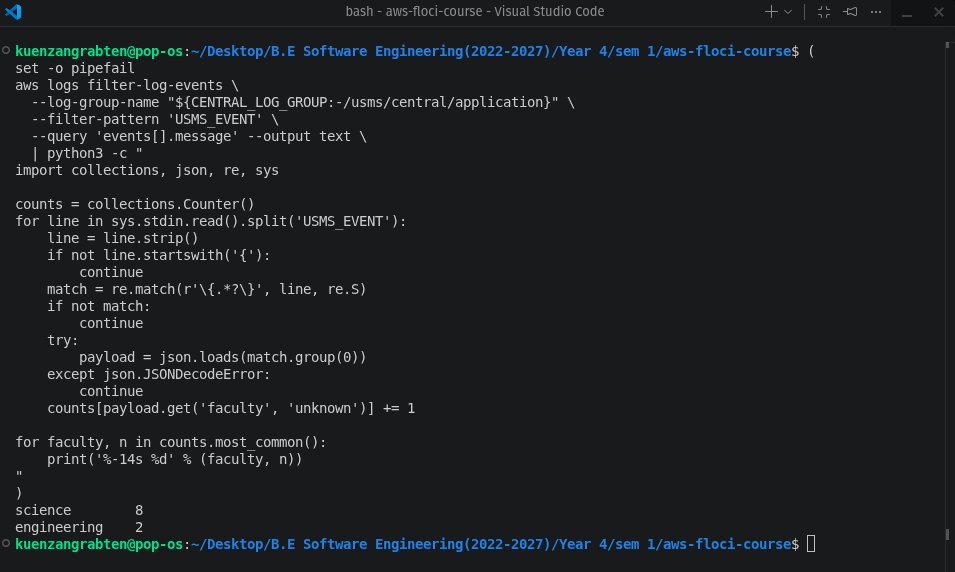 bash - aws-floci-course - Visual Studio Code
kuenzangrabten@pop-os:~/Desktop/B.E Software Engineering(2022-2027)/Year 4/sem 1/aws-floci-course$ (
set -o pipefail
aws logs filter-log-events \
  --log-group-name "${CENTRAL_LOG_GROUP:-/usms/central/application}" \
  --filter-pattern 'USMS_EVENT' \
  --query 'events[].message' --output text \
  | python3 -c "
import collections, json, re, sys

counts = collections.Counter()
for line in sys.stdin.read().split('USMS_EVENT'):
    line = line.strip()
    if not line.startswith('{'):
        continue
    match = re.match(r'\{.*?\}', line, re.S)
    if not match:
        continue
    try:
        payload = json.loads(match.group(0))
    except json.JSONDecodeError:
        continue
    counts[payload.get('faculty', 'unknown')] += 1

for faculty, n in counts.most_common():
    print('%-14s %d' % (faculty, n))
"
)
science        8
engineering    2
kuenzangrabten@pop-os:~/Desktop/B.E Software Engineering(2022-2027)/Year 4/sem 1/aws-floci-course$